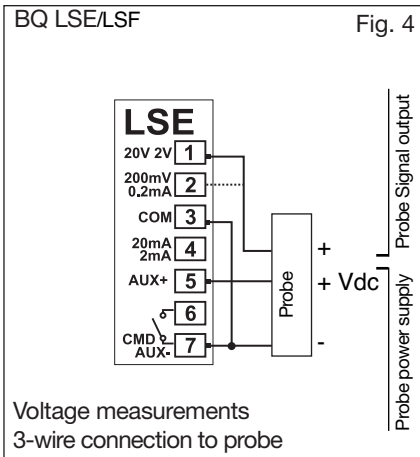 BQ LSE/LSF
Fig. 4
LSE
20V 2V 1
200mV
0.2mA 2
COM 3
20mA
2mA 4
AUX+ 5
6
CMD
AUX- 7
Probe
+
+ Vdc
-
Probe Signal output
Probe power supply
Voltage measurements
3-wire connection to probe